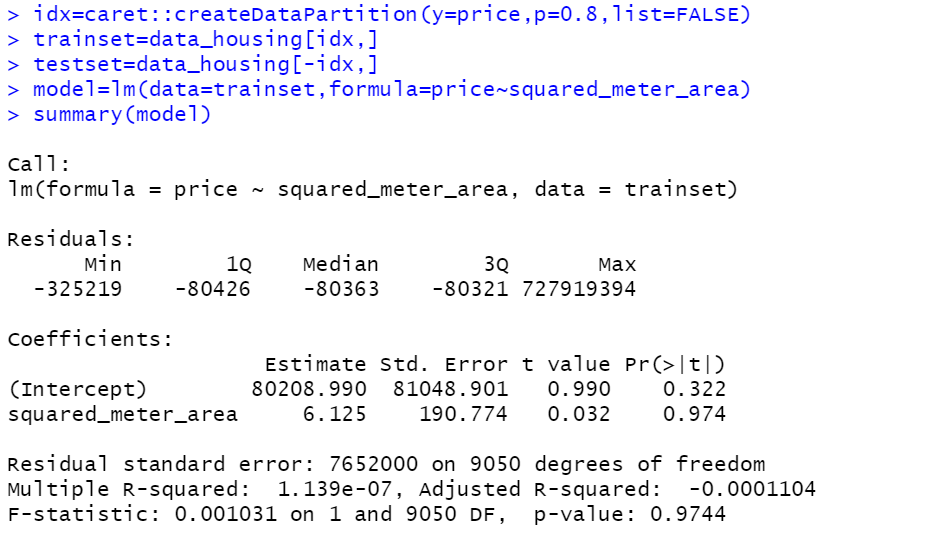 > idx=caret::createDataPartition(y=price,p=0.8,list=FALSE)
> trainset=data_housing[idx,]
> testset=data_housing[-idx,]
> model=lm(data=trainset,formula=price~squared_meter_area)
> summary(model)
Call:
lm(formula = price ~ squared_meter_area, data = trainset)
Residuals:
      Min        1Q    Median        3Q       Max
  -325219    -80426    -80363    -80321 727919394
Coefficients:
                    Estimate Std. Error t value Pr(>|t|)
(Intercept)        80208.990  81048.901   0.990    0.322
squared_meter_area     6.125    190.774   0.032    0.974
Residual standard error: 7652000 on 9050 degrees of freedom
Multiple R-squared:  1.139e-07, Adjusted R-squared:  -0.0001104
F-statistic: 0.001031 on 1 and 9050 DF,  p-value: 0.9744